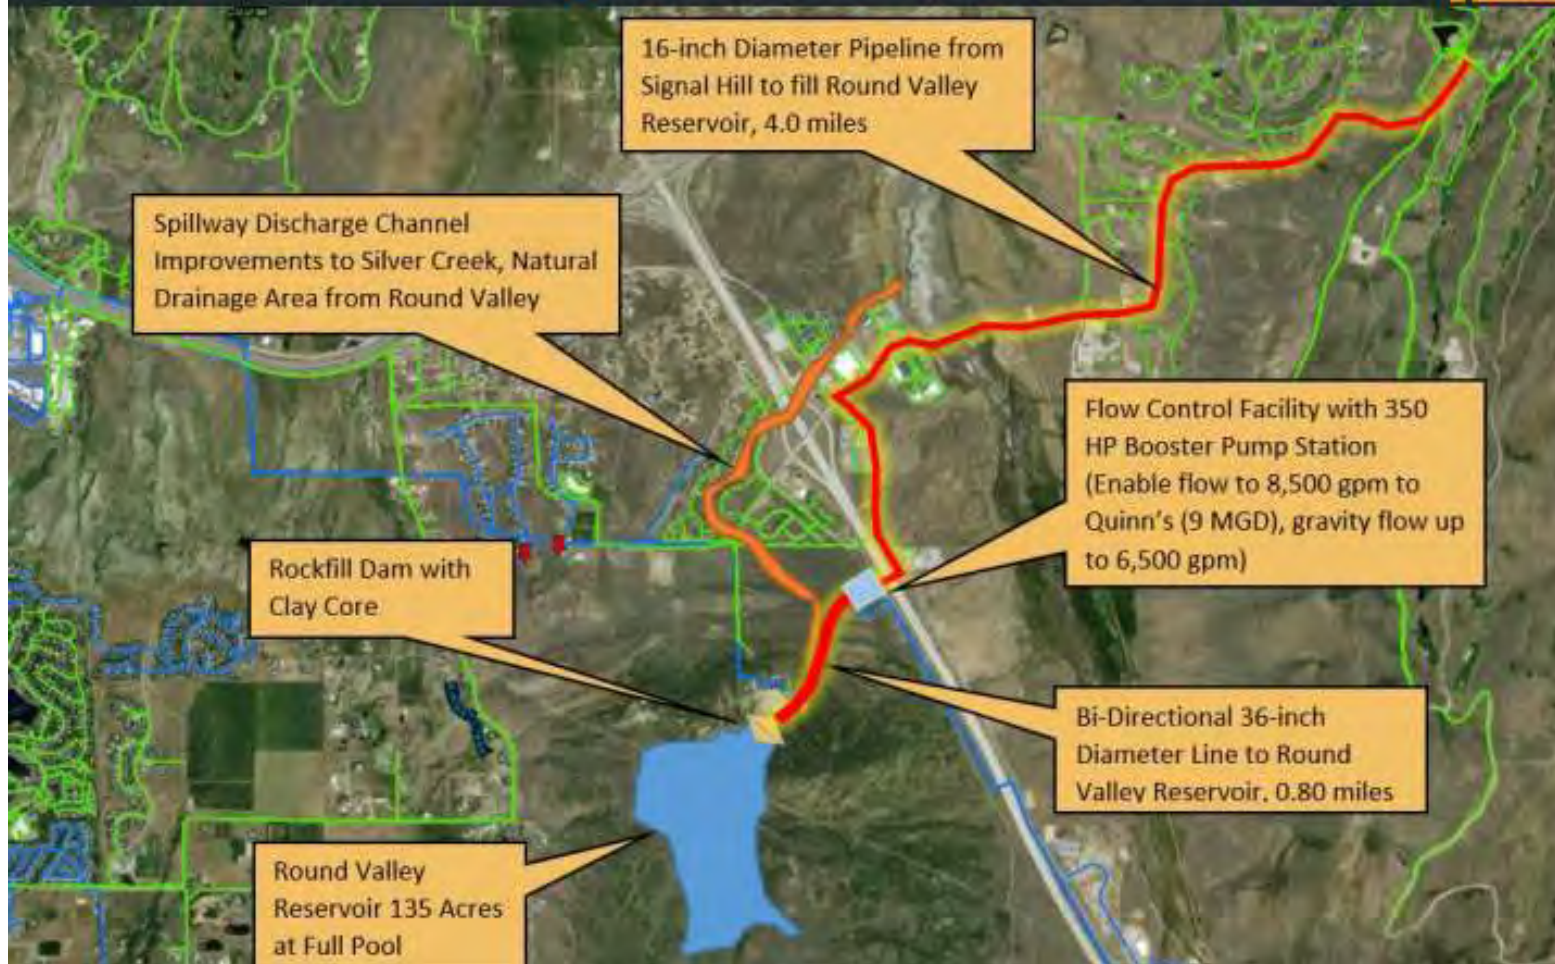 16-inch Diameter Pipeline from
Signal Hill to fill Round Valley
Reservoir, 4.0 miles
Spillway Discharge Channel
Improvements to Silver Creek, Natural
Drainage Area from Round Valley
Flow Control Facility with 350
HP Booster Pump Station
(Enable flow to 8,500 gpm to
Quinn's (9 MGD), gravity flow up
to 6,500 gpm)
Rockfill Dam with
Clay Core
Bi-Directional 36-inch
Diameter Line to Round
Valley Reservoir, 0.80 miles
Round Valley
Reservoir 135 Acres
at Full Pool